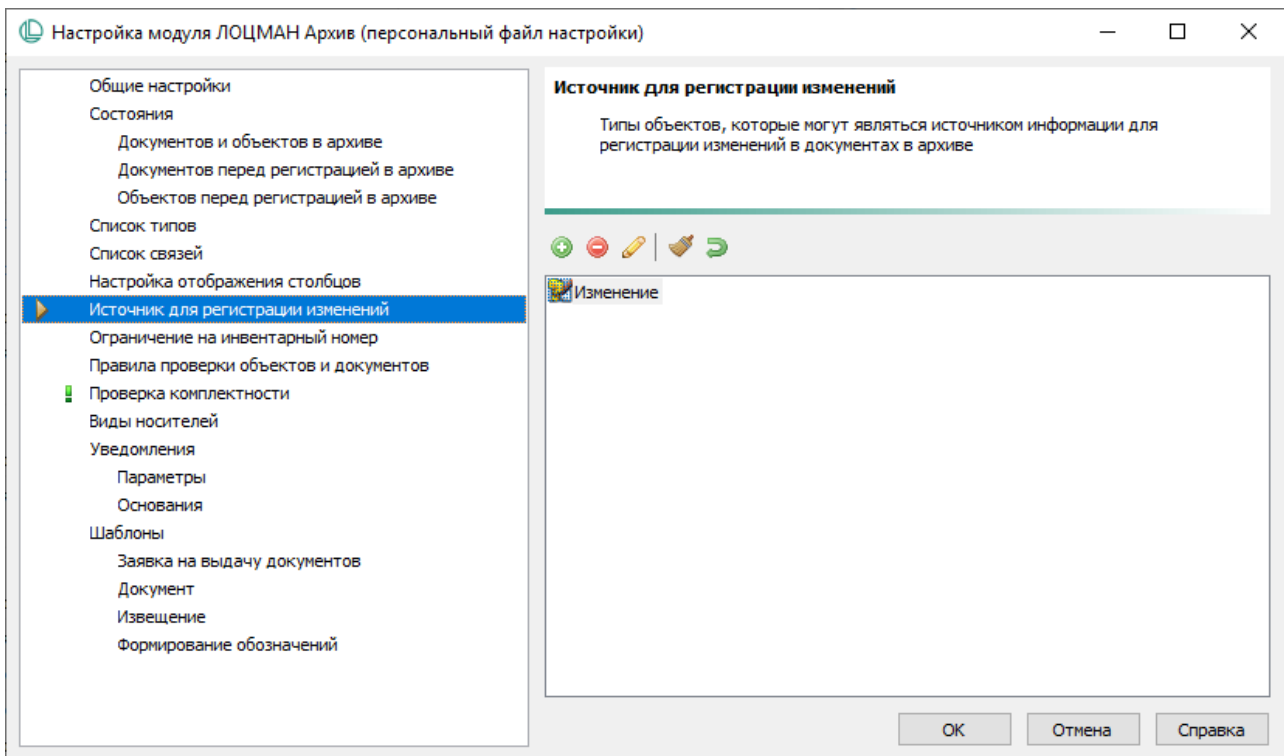 Настройка модуля ЛОЦМАН Архив (персональный файл настройки)
Общие настройки
Состояния
Документов и объектов в архиве
Документов перед регистрацией в архиве
Объектов перед регистрацией в архиве
Список типов
Список связей
Настройка отображения столбцов
Источник для регистрации изменений
Ограничение на инвентарный номер
Правила проверки объектов и документов
Проверка комплектности
Виды носителей
Уведомления
Параметры
Основания
Шаблоны
Заявка на выдачу документов
Документ
Извещение
Формирование обозначений
Источник для регистрации изменений
Типы объектов, которые могут являться источником информации для
регистрации изменений в документах в архиве
Изменение
ОК
Отмена
Справка